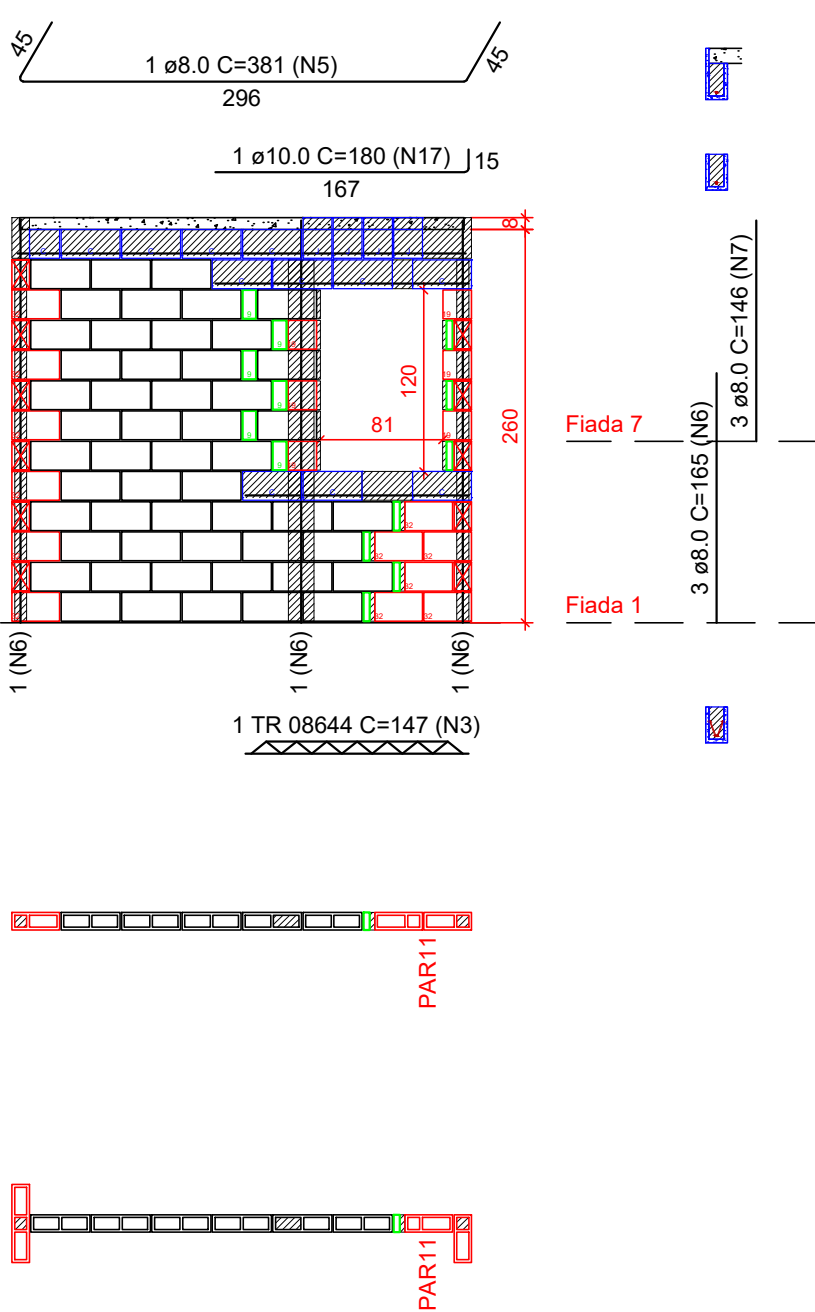 45
1 ø8.0 C=381 (N5)
45
296
1 ø10.0 C=180 (N17)
15
167
8
3 ø8.0 C=146 (N7)
120
81
260
Fiada 7
3 ø8.0 C=165 (N6)
Fiada 1
1 (N6)
1 (N6)
1 (N6)
1 TR 08644 C=147 (N3)
PAR11
PAR11